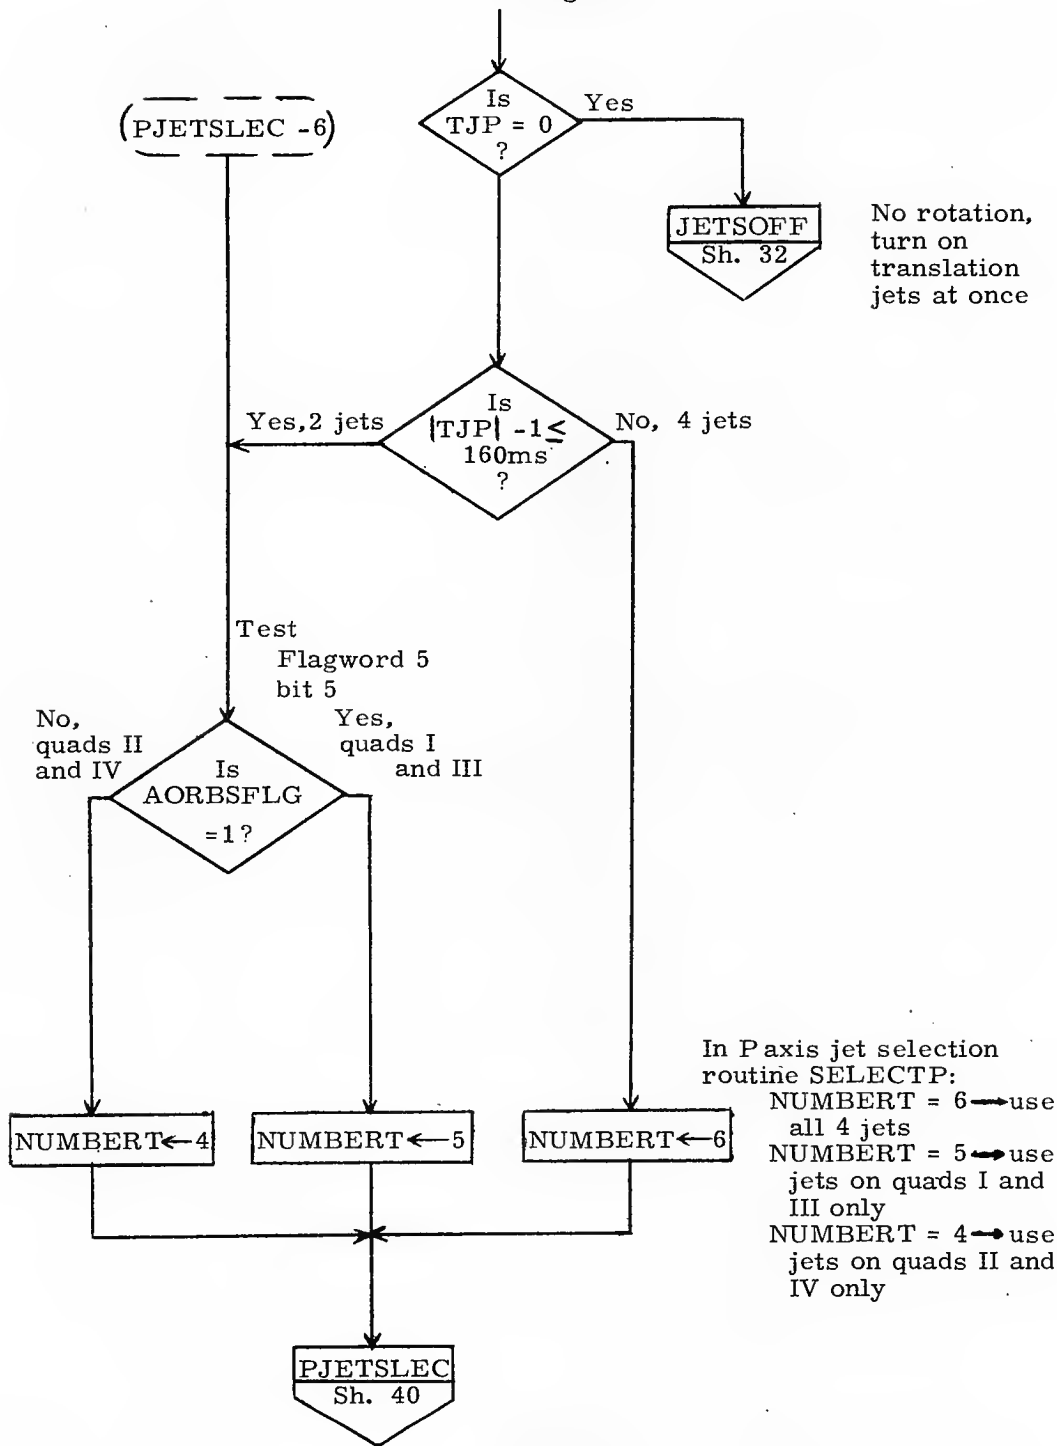 Is
TJP = 0
?
Yes
(PJETSLEC -6)
JETSOFF
Sh. 32
No rotation,
turn on
translation
jets at once
Is
|TJP| -1≤
160ms
?
Yes, 2 jets
No, 4 jets
Test
Flagword 5
bit 5
No,
quads II
and IV
Yes,
quads I
and III
Is
AORBSFLG
=1?
NUMBERT←4
NUMBERT←5
NUMBERT←6
In P axis jet selection
routine SELECTP:
NUMBERT = 6→use
all 4 jets
NUMBERT = 5→use
jets on quads I and
III only
NUMBERT = 4→use
jets on quads II and
IV only
PJETSLEC
Sh. 40